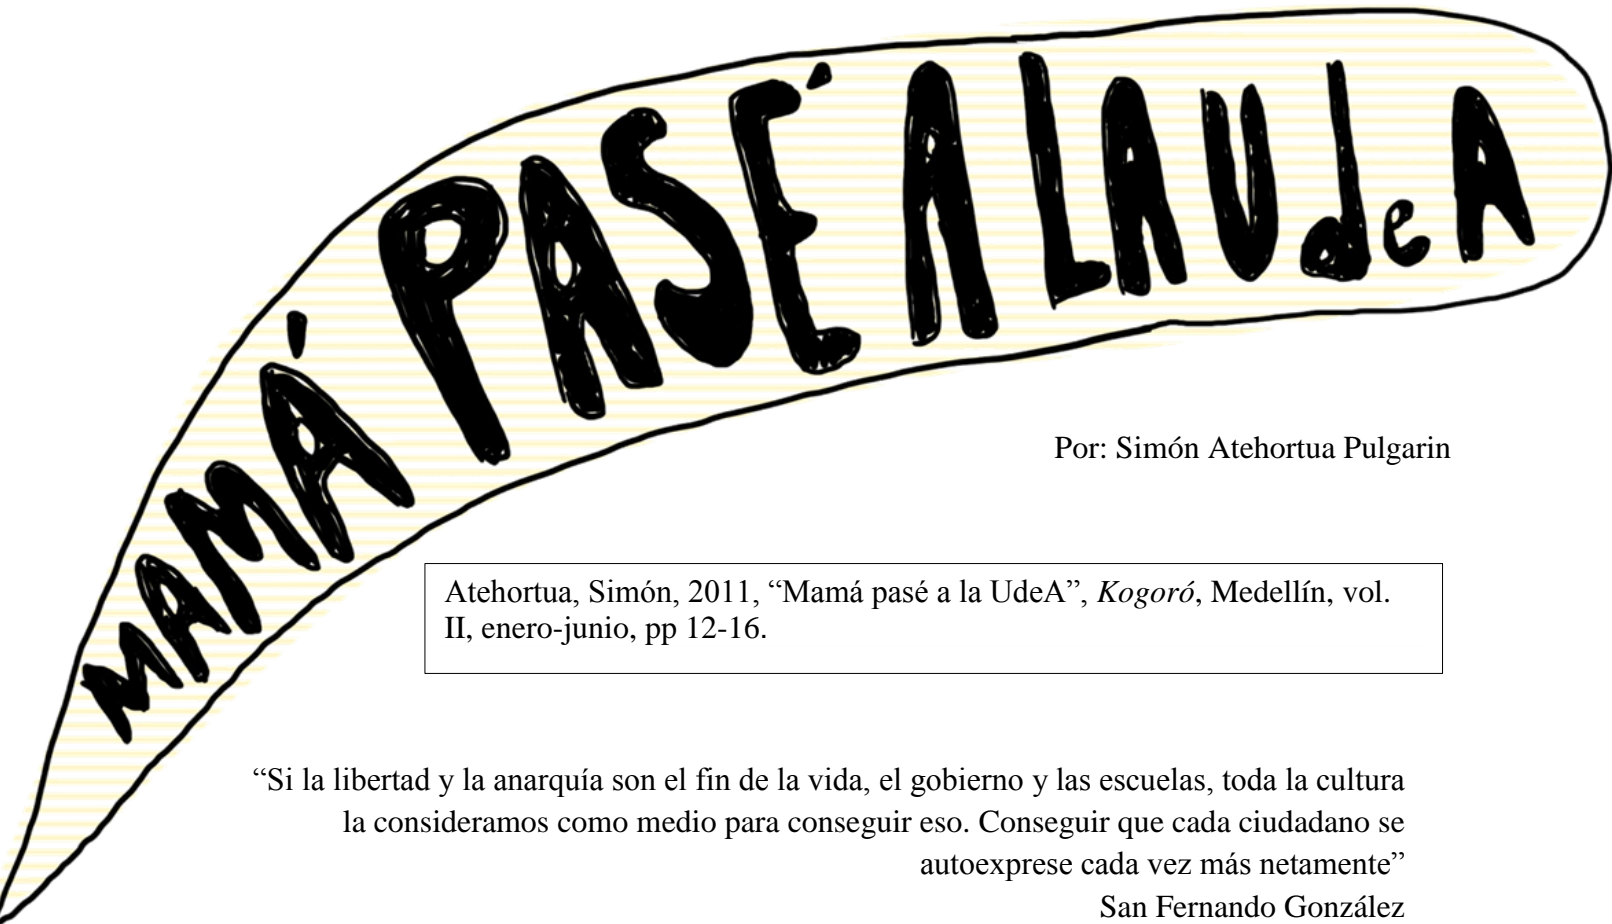 MAMÁ PASÉ A LA UdeA
Por: Simón Atehortua Pulgarin
Atehortua, Simón, 2011, “Mamá pasé a la UdeA”, Kogoró, Medellín, vol.
II, enero-junio, pp 12-16.
“Si la libertad y la anarquía son el fin de la vida, el gobierno y las escuelas, toda la cultura
la consideramos como medio para conseguir eso. Conseguir que cada ciudadano se
autoexprese cada vez más netamente”
San Fernando González